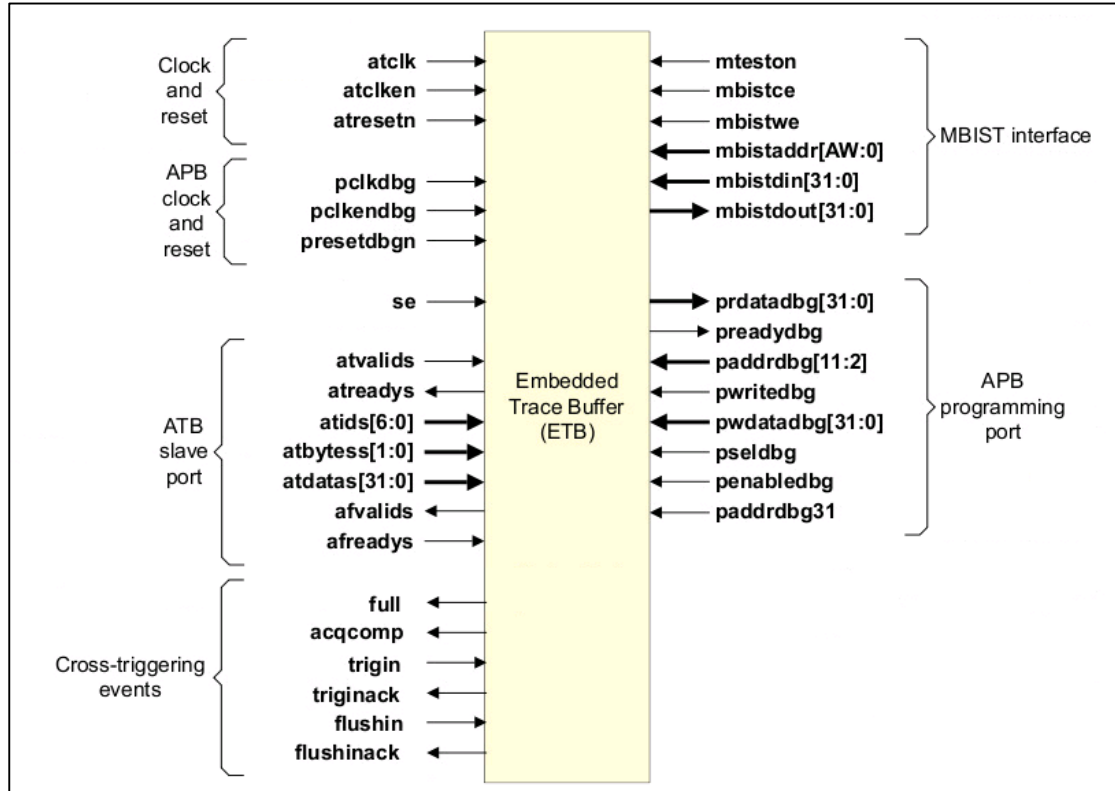 Clock
and
reset
atclk
atclken
atresetn
APB
clock
and
reset
pclkdbg
pclkendbg
presetdbgn
se
ATB
slave
port
atvalids
atreadys
atids[6:0]
atbytess[1:0]
atdatas[31:0]
afvalids
afreadys
Cross-triggering
events
full
acqcomp
trigin
triginack
flushin
flushinack
Embedded
Trace Buffer
(ETB)
mteston
mbistce
mbistwe
mbistaddr[AW:0]
mbistdin[31:0]
mbistdout[31:0]
MBIST interface
prdatadbg[31:0]
preadydbg
paddrdbg[11:2]
pwritedbg
pwdatadbg[31:0]
pseldbg
penabledbg
paddrdbg31
APB
programming
port